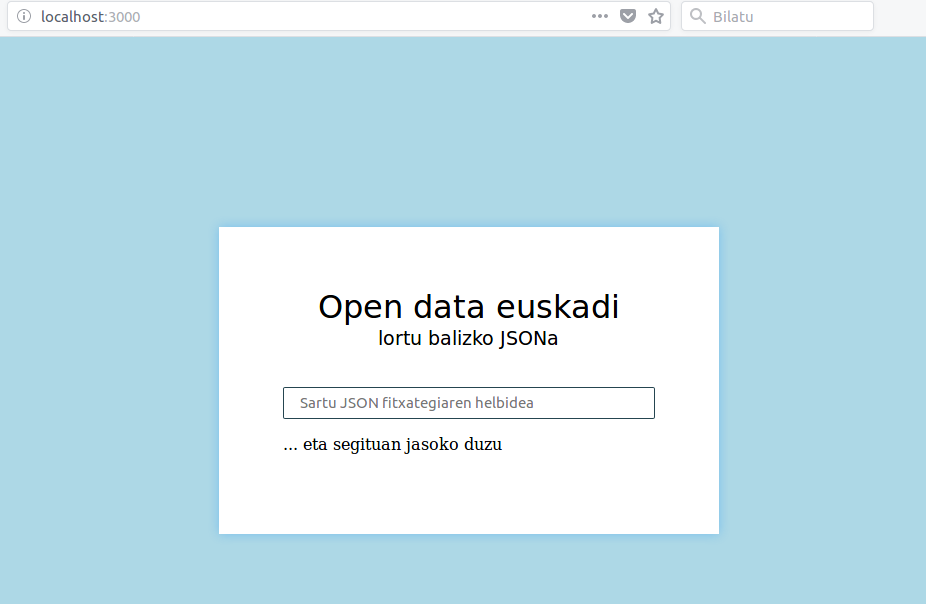 localhost:3000
Bilatu
Open data euskadi
lortu balizko JSONa
Sartu JSON fitxategiaren helbidea
... eta segituan jasoko duzu